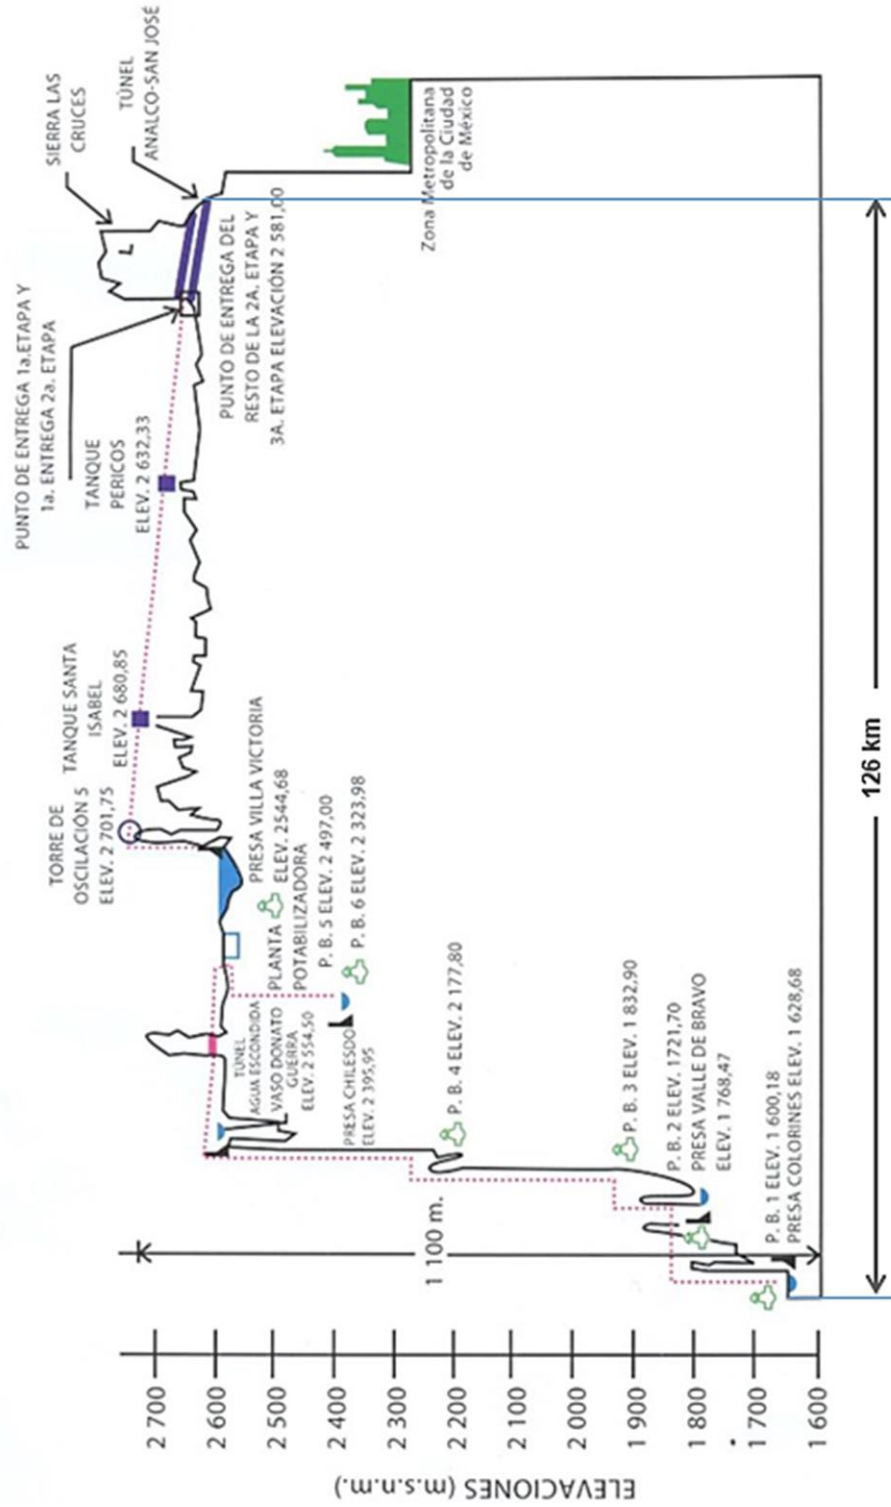 SIERRA LAS
CRUCES
TÚNEL
ANALCO-SAN JOSÉ
PUNTO DE ENTREGA 1a.ETAPA Y
1a. ENTREGA 2a. ETAPA
TANQUE
PERICOS
ELEV. 2 632,33
TANQUE SANTA
ISABEL
ELEV. 2 680,85
TORRE DE
OSCILACIÓN 5
ELEV. 2 701,75
Zona Metropolitana
de la Ciudad
de México
PUNTO DE ENTREGA DEL
RESTO DE LA 2A. ETAPA Y
3A. ETAPA ELEVACIÓN 2 581,00
PRESA VILLA VICTORIA
ELEV. 2544,68
PLANTA
POTABILIZADORA
P. B. 5 ELEV. 2 497,00
P. B. 6 ELEV. 2 323,98
TÚNEL
AGUA ESCONDIDA
VASO DONATO
GUERRA
ELEV. 2 554,50
PRESA CHILESDO
ELEV. 2 395,95
P. B. 4 ELEV. 2 177,80
P. B. 3 ELEV. 1 832,90
P. B. 2 ELEV. 1721,70
PRESA VALLE DE BRAVO
ELEV. 1 768,47
P. B. 1 ELEV. 1 600,18
PRESA COLORINES ELEV. 1 628,68
1 100 m.
126 km
2 700
2 600
2 500
2 400
2 300
2 200
2 100
2 000
1 900
1 800
1 700
1 600
ELEVACIONES (m.s.n.m.)